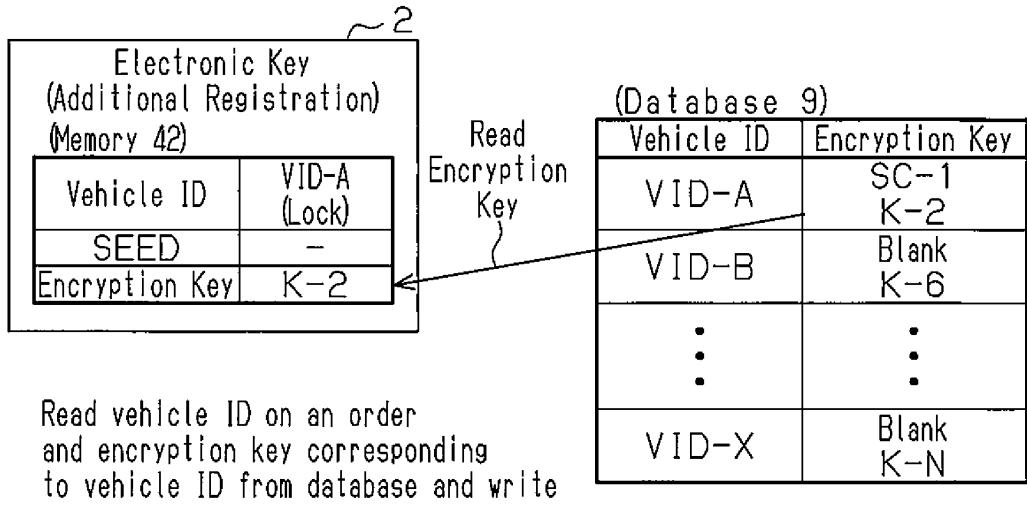 2
Electronic Key
(Additional Registration)
(Memory 42)
Vehicle ID
VID-A
(Lock)
SEED
-
Encryption Key
K-2
Read
Encryption
Key
(Database 9)
Vehicle ID
Encryption Key
VID-A
SC-1
K-2
VID-B
Blank
K-6
VID-X
Blank
K-N
Read vehicle ID on an order
and encryption key corresponding
to vehicle ID from database and write